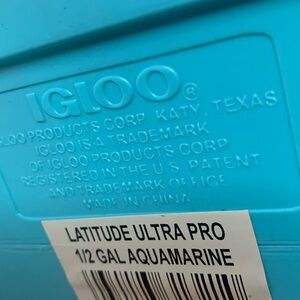 IGLOO®
IGLOO PRODUCTS CORP. KATY, TEXAS
IGLOO IS A TRADEMARK
OF IGLOO PRODUCTS CORP
REGISTERED IN THE U.S. PATENT
AND TRADEMARK OFFICE
MADE IN CHINA
LATITUDE ULTRA PRO
1/2 GAL AQUAMARINE